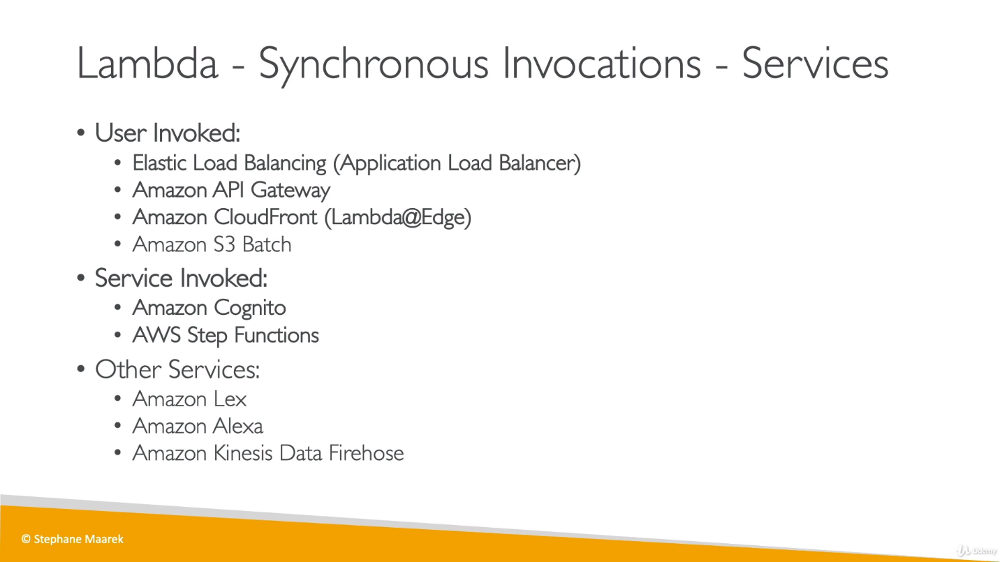 Lambda - Synchronous Invocations - Services
• User Invoked:
• Elastic Load Balancing (Application Load Balancer)
• Amazon API Gateway
• Amazon CloudFront (Lambda@Edge)
• Amazon S3 Batch
• Service Invoked:
• Amazon Cognito
• AWS Step Functions
• Other Services:
• Amazon Lex
• Amazon Alexa
• Amazon Kinesis Data Firehose
© Stephane Maarek
Udemy